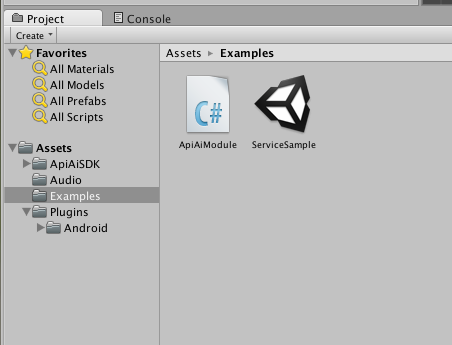 Project
Console
Create
Assets ▸ Examples
Favorites
All Materials
All Models
All Prefabs
All Scripts
Assets
ApiAiSDK
Audio
Examples
Plugins
Android
C#
ApiAiModule
ServiceSample